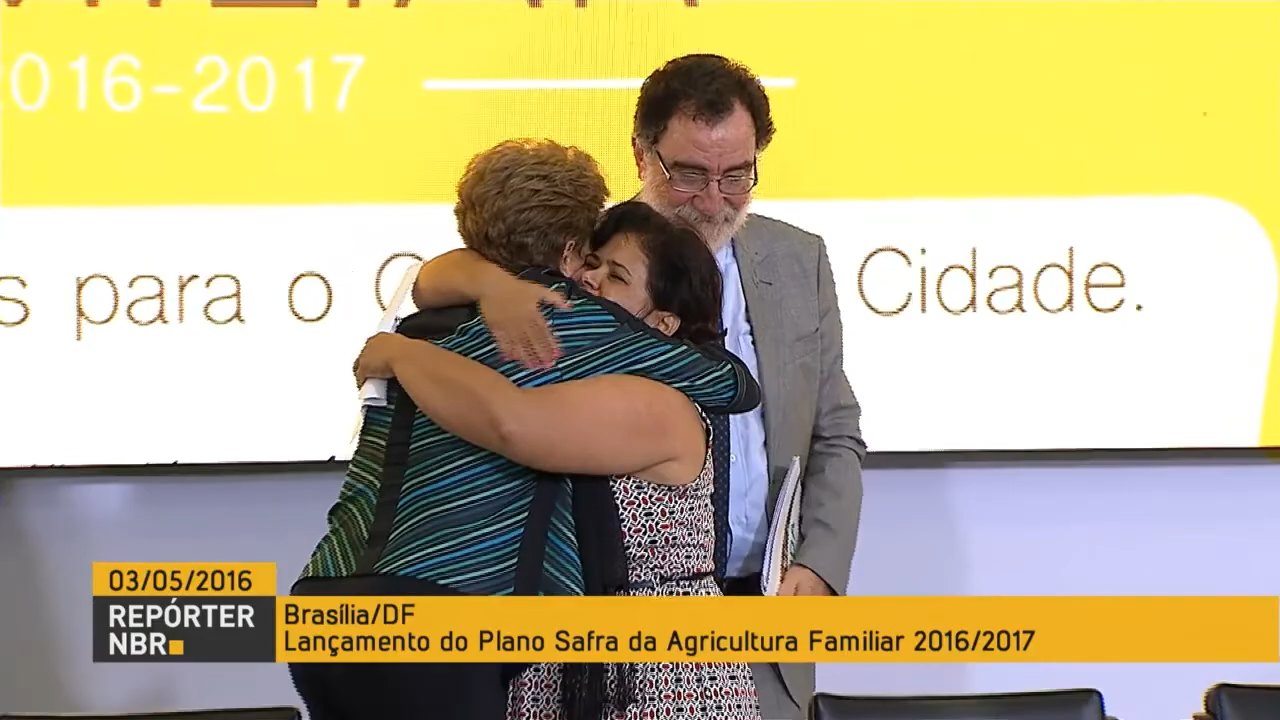 2016-2017
s para o
Cidade.
03/05/2016
REPÓRTER
NBR
Brasília/DF
Lançamento do Plano Safra da Agricultura Familiar 2016/2017